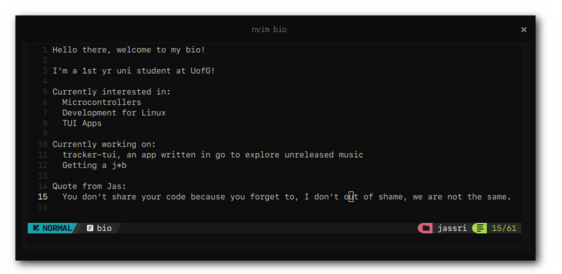 nvim bio
×
1 Hello there, welcome to my bio!
2
3 I'm a 1st yr uni student at UofG!
4
5 Currently interested in:
6 Microcontrollers
7 Development for Linux
8 TUI Apps
9
10 Currently working on:
11 tracker-tui, an app written in go to explore unreleased music
12 Getting a j*b
13
14 Quote from Jas:
15 You don't share your code because you forget to, I don't out of shame, we are not the same.
16
NORMAL bio jassri 15/61